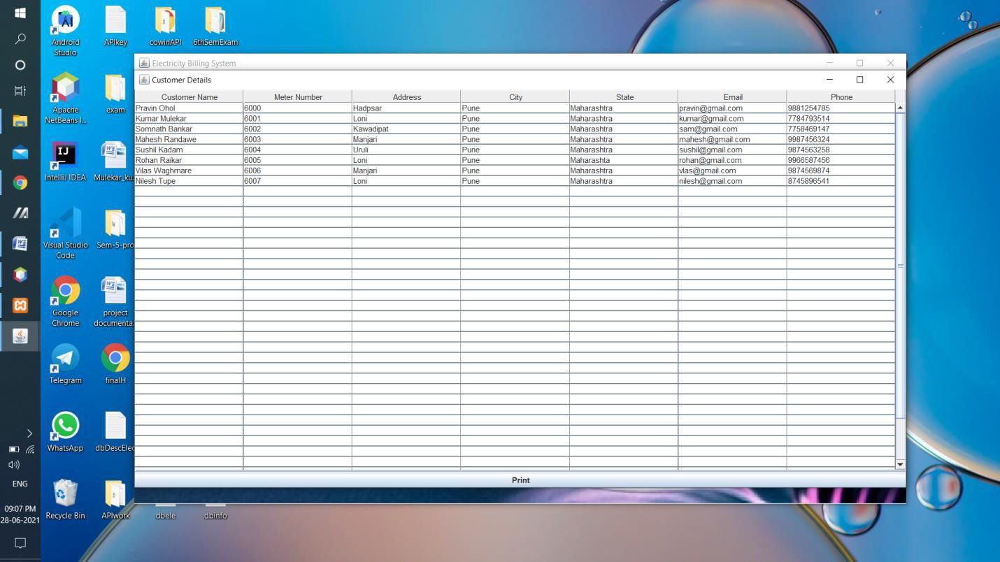 Android Studio
APIkey
cowinAPI
6thSemExam
Apache NetBeans I...
exam
IntelliJ IDEA
Mulekar_ku...
Visual Studio Code
Sem-5-pro
Google Chrome
project documenta...
Telegram
finalH
WhatsApp
dbDescElec
Recycle Bin
APIwork
dbele
dbinfo
ENG
09:07 PM
28-06-2021
Electricity Billing System
Customer Details
Customer Name Meter Number Address City State Email Phone
Pravin Ohol 6000 Hadpsar Pune Maharashtra pravin@gmail.com 9881254785
Kumar Mulekar 6001 Loni Pune Maharashtra kumar@gmail.com 7784793514
Somnath Bankar 6002 Kawadipat Pune Maharashtra sam@gmail.com 7758469147
Mahesh Randawe 6003 Manjari Pune Maharashtra mahesh@gmail.com 9987456324
Sushil Kadam 6004 Uruli Pune Maharashtra sushil@gmail.com 9874563258
Rohan Raikar 6005 Loni Pune Maharashta rohan@gmail.com 9966587456
Vilas Waghmare 6006 Manjari Pune Maharashtra vlas@gmail.com 9874569874
Nilesh Tupe 6007 Loni Pune Maharashtra nilesh@gmail.com 8745896541
Print